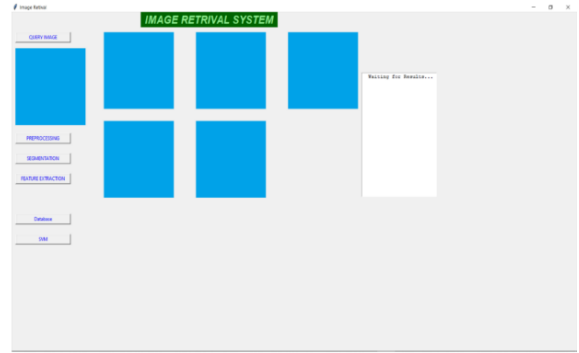 Image Retrival
IMAGE RETRIVAL SYSTEM
QUERY IMAGE
Waiting for Results...
PREPROCESSING
SEGMENTATION
FEATURE EXTRACTION
Database
SVM